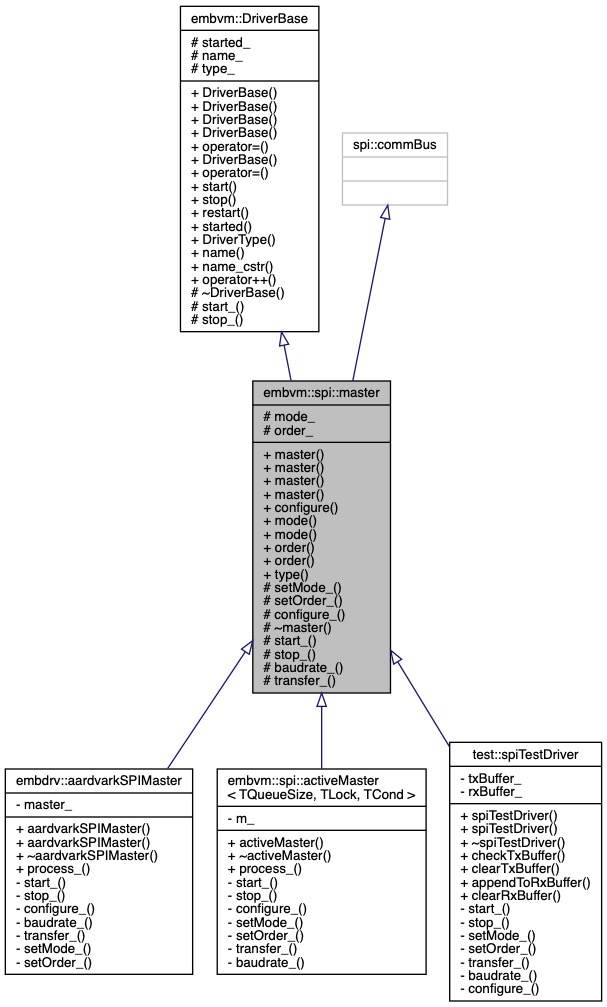 embvm::DriverBase
# started_
# name_
# type_
+ DriverBase()
+ DriverBase()
+ DriverBase()
+ DriverBase()
+ operator=()
+ DriverBase()
+ operator=()
+ start()
+ stop()
+ restart()
+ started()
+ DriverType()
+ name()
+ name_cstr()
+ operator++()
# ~DriverBase()
# start_()
# stop_()
spi::commBus
embvm::spi::master
# mode_
# order_
+ master()
+ master()
+ master()
+ master()
+ configure()
+ mode()
+ mode()
+ order()
+ order()
+ type()
# setMode_()
# setOrder_()
# configure_()
# ~master()
# start_()
# stop_()
# baudrate_()
# transfer_()
embdrv::aardvarkSPIMaster
- master_
+ aardvarkSPIMaster()
+ aardvarkSPIMaster()
+ ~aardvarkSPIMaster()
+ process_()
- start_()
- stop_()
- configure_()
- baudrate_()
- transfer_()
- setMode_()
- setOrder_()
embvm::spi::activeMaster
< TQueueSize, TLock, TCond >
- m_
+ activeMaster()
+ ~activeMaster()
+ process_()
- start_()
- stop_()
- configure_()
- setMode_()
- setOrder_()
- transfer_()
- baudrate_()
test::spiTestDriver
- txBuffer_
- rxBuffer_
+ spiTestDriver()
+ spiTestDriver()
+ ~spiTestDriver()
+ checkTxBuffer()
+ clearTxBuffer()
+ appendToRxBuffer()
+ clearRxBuffer()
- start_()
- stop_()
- setMode_()
- setOrder_()
- transfer_()
- baudrate_()
- configure_()